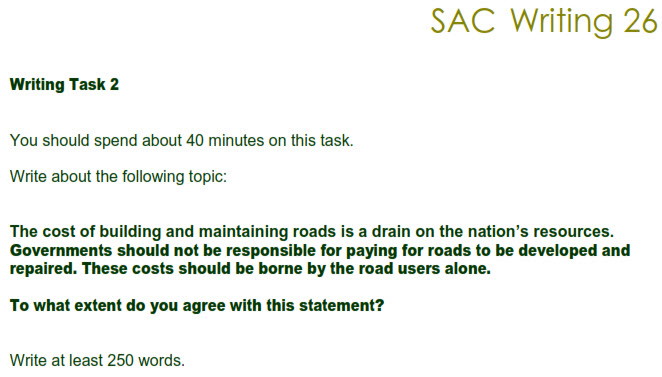 SAC Writing 26
Writing Task 2
You should spend about 40 minutes on this task.
Write about the following topic:
The cost of building and maintaining roads is a drain on the nation's resources.
Governments should not be responsible for paying for roads to be developed and
repaired. These costs should be borne by the road users alone.
To what extent do you agree with this statement?
Write at least 250 words.